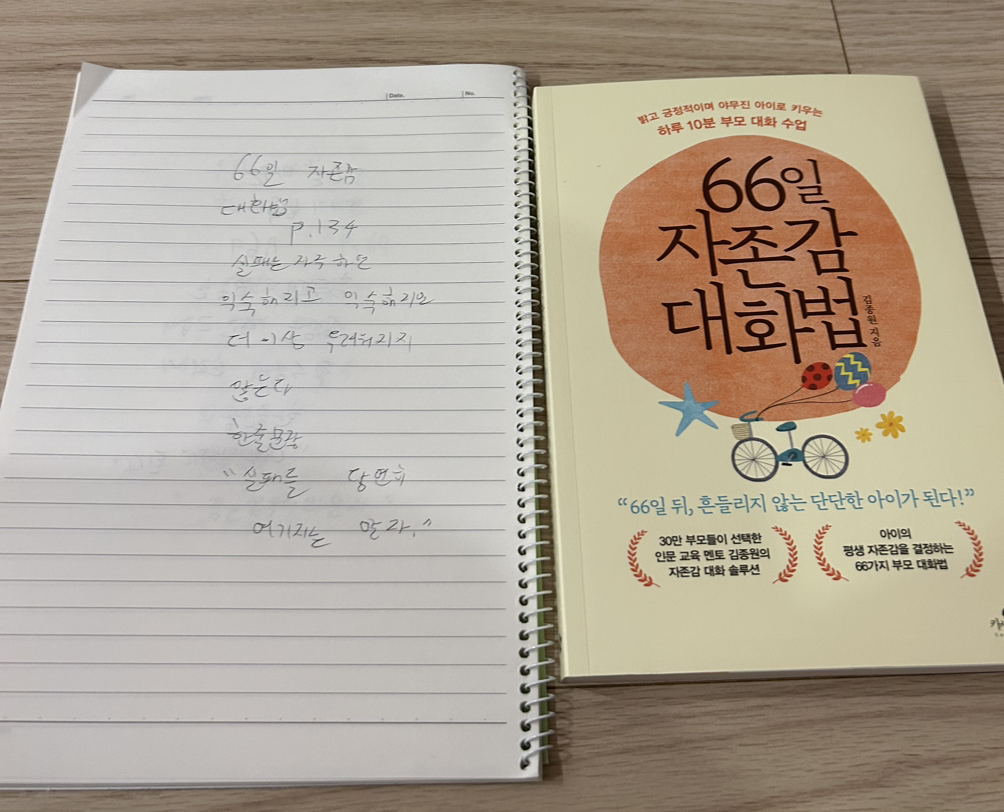 Date.
No.
66일 자존감
대화법
p.134
실패는 자주 하면
익숙해지고 익숙해지면
더 이상 두려워지지
않는다
한줄문장
"실패를 당연히
여기지는 말자."
밝고 긍정적이며 야무진 아이로 키우는
하루 10분 부모 대화 수업
66일
자존감
대화법
김종원 지음
"66일 뒤, 흔들리지 않는 단단한 아이가 된다!"
30만 부모들이 선택한
인문 교육 멘토 김종원의
자존감 대화 솔루션
아이의
평생 자존감을 결정하는
66가지 부모 대화법